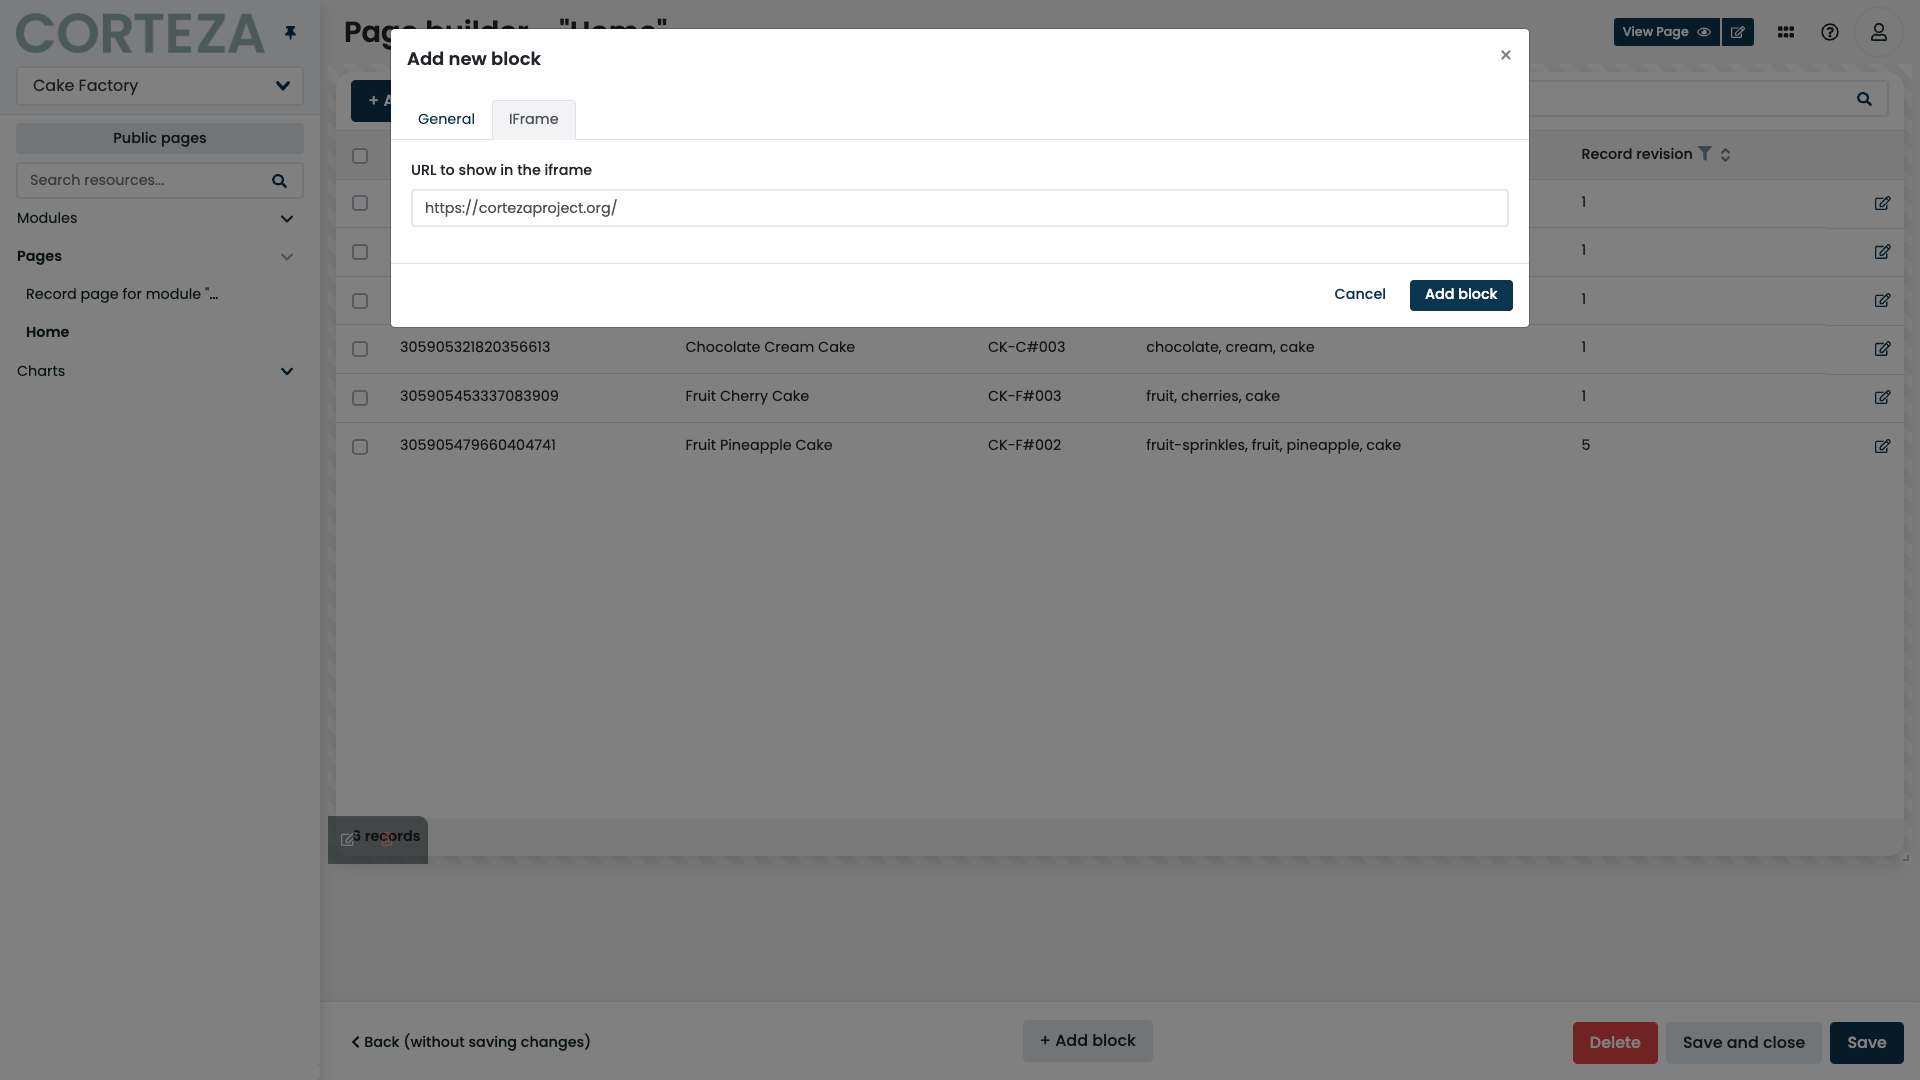 CORTEZA
Page builder - "Home"
View Page
Cake Factory
Public pages
Search resources...
Modules
Pages
Record page for module "...
Home
Charts
Add new block
×
General
IFrame
URL to show in the iframe
https://cortezaproject.org/
Cancel
Add block
+ A
Record revision
1
1
1
305905321820356613 Chocolate Cream Cake CK-C#003 chocolate, cream, cake 1
305905453337083909 Fruit Cherry Cake CK-F#003 fruit, cherries, cake 1
305905479660404741 Fruit Pineapple Cake CK-F#002 fruit-sprinkles, fruit, pineapple, cake 5
6 records
Back (without saving changes)
+ Add block
Delete
Save and close
Save